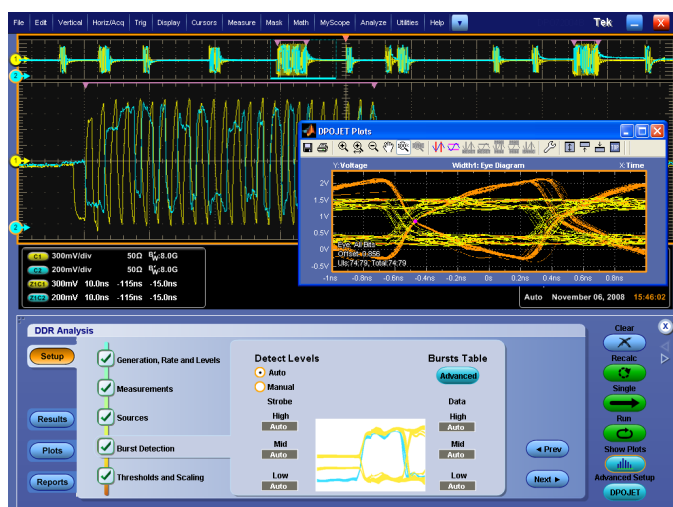 File Edit Vertical Horiz/Acq Trig Display Cursors Measure Mask Math MyScope Analyze Utilities Help Tek X
1
2
DPOJET Plots
Y:Voltage Width1: Eye Diagram X:Time
2V
1.5V
1V
0.5V
0V
-0.5V
Eye: All Bits
Offset: -0.856
UIs:74:79, Total:74:79
-1ns -0.8ns -0.6ns -0.4ns -0.2ns 0s 0.2ns 0.4ns 0.6ns 0.8ns
1
2
C1 300mV/div 50Ω BW:8.0G
C2 200mV/div 50Ω BW:8.0G
Z1C1 300mV 10.0ns -115ns -15.0ns
Z1C2 200mV 10.0ns -115ns -15.0ns
Auto November 06, 2008 15:46:02
DDR Analysis
Clear X
Setup
Generation, Rate and Levels
Detect Levels
Bursts Table
Recalc
Auto
Advanced
Manual
Measurements
Single
Strobe
Data
Results
Sources
High
High
Run
Auto
Auto
Plots
Burst Detection
Mid
Mid
Prev
Show Plots
Auto
Auto
Reports
Thresholds and Scaling
Low
Low
Next
Advanced Setup
Auto
Auto
DPOJET